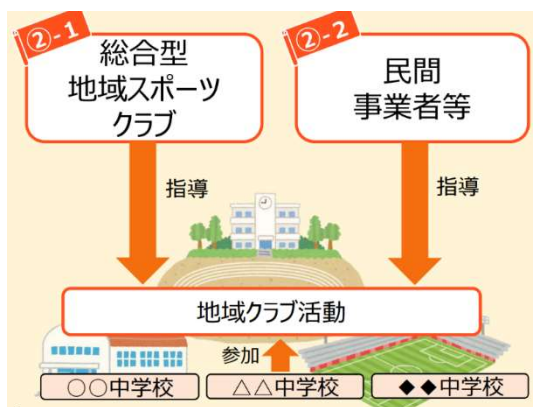 ②-1
総合型
地域スポーツ
クラブ
②-2
民間
事業者等
指導
指導
地域クラブ活動
参加
○○中学校
△△中学校
◆◆中学校